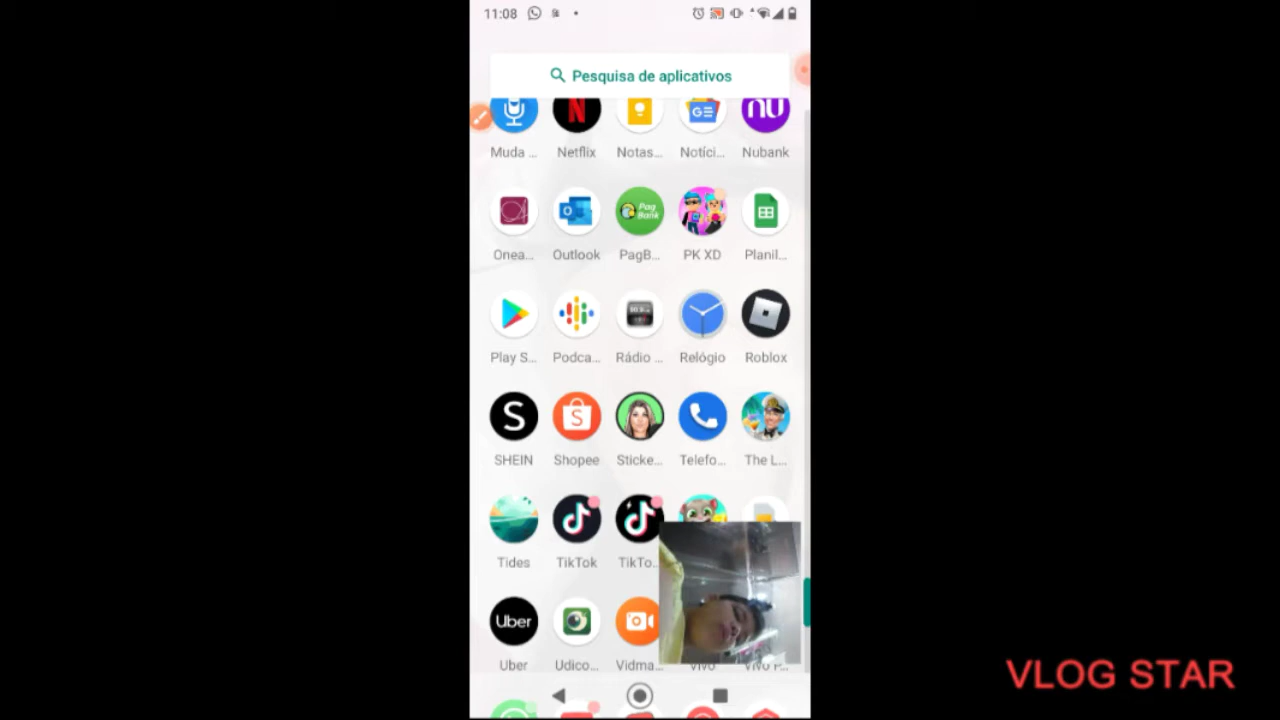 11:08
Pesquisa de aplicativos
Muda ... Netflix Notas... Notíci... Nubank
Onea... Outlook PagB... PK XD Planil...
Play S... Podca... Rádio ... Relógio Roblox
SHEIN Shopee Sticke... Telefo... The L...
Tides TikTok TikTo...
Uber Udico... Vidma... Vivo Vivo P...
VLOG STAR